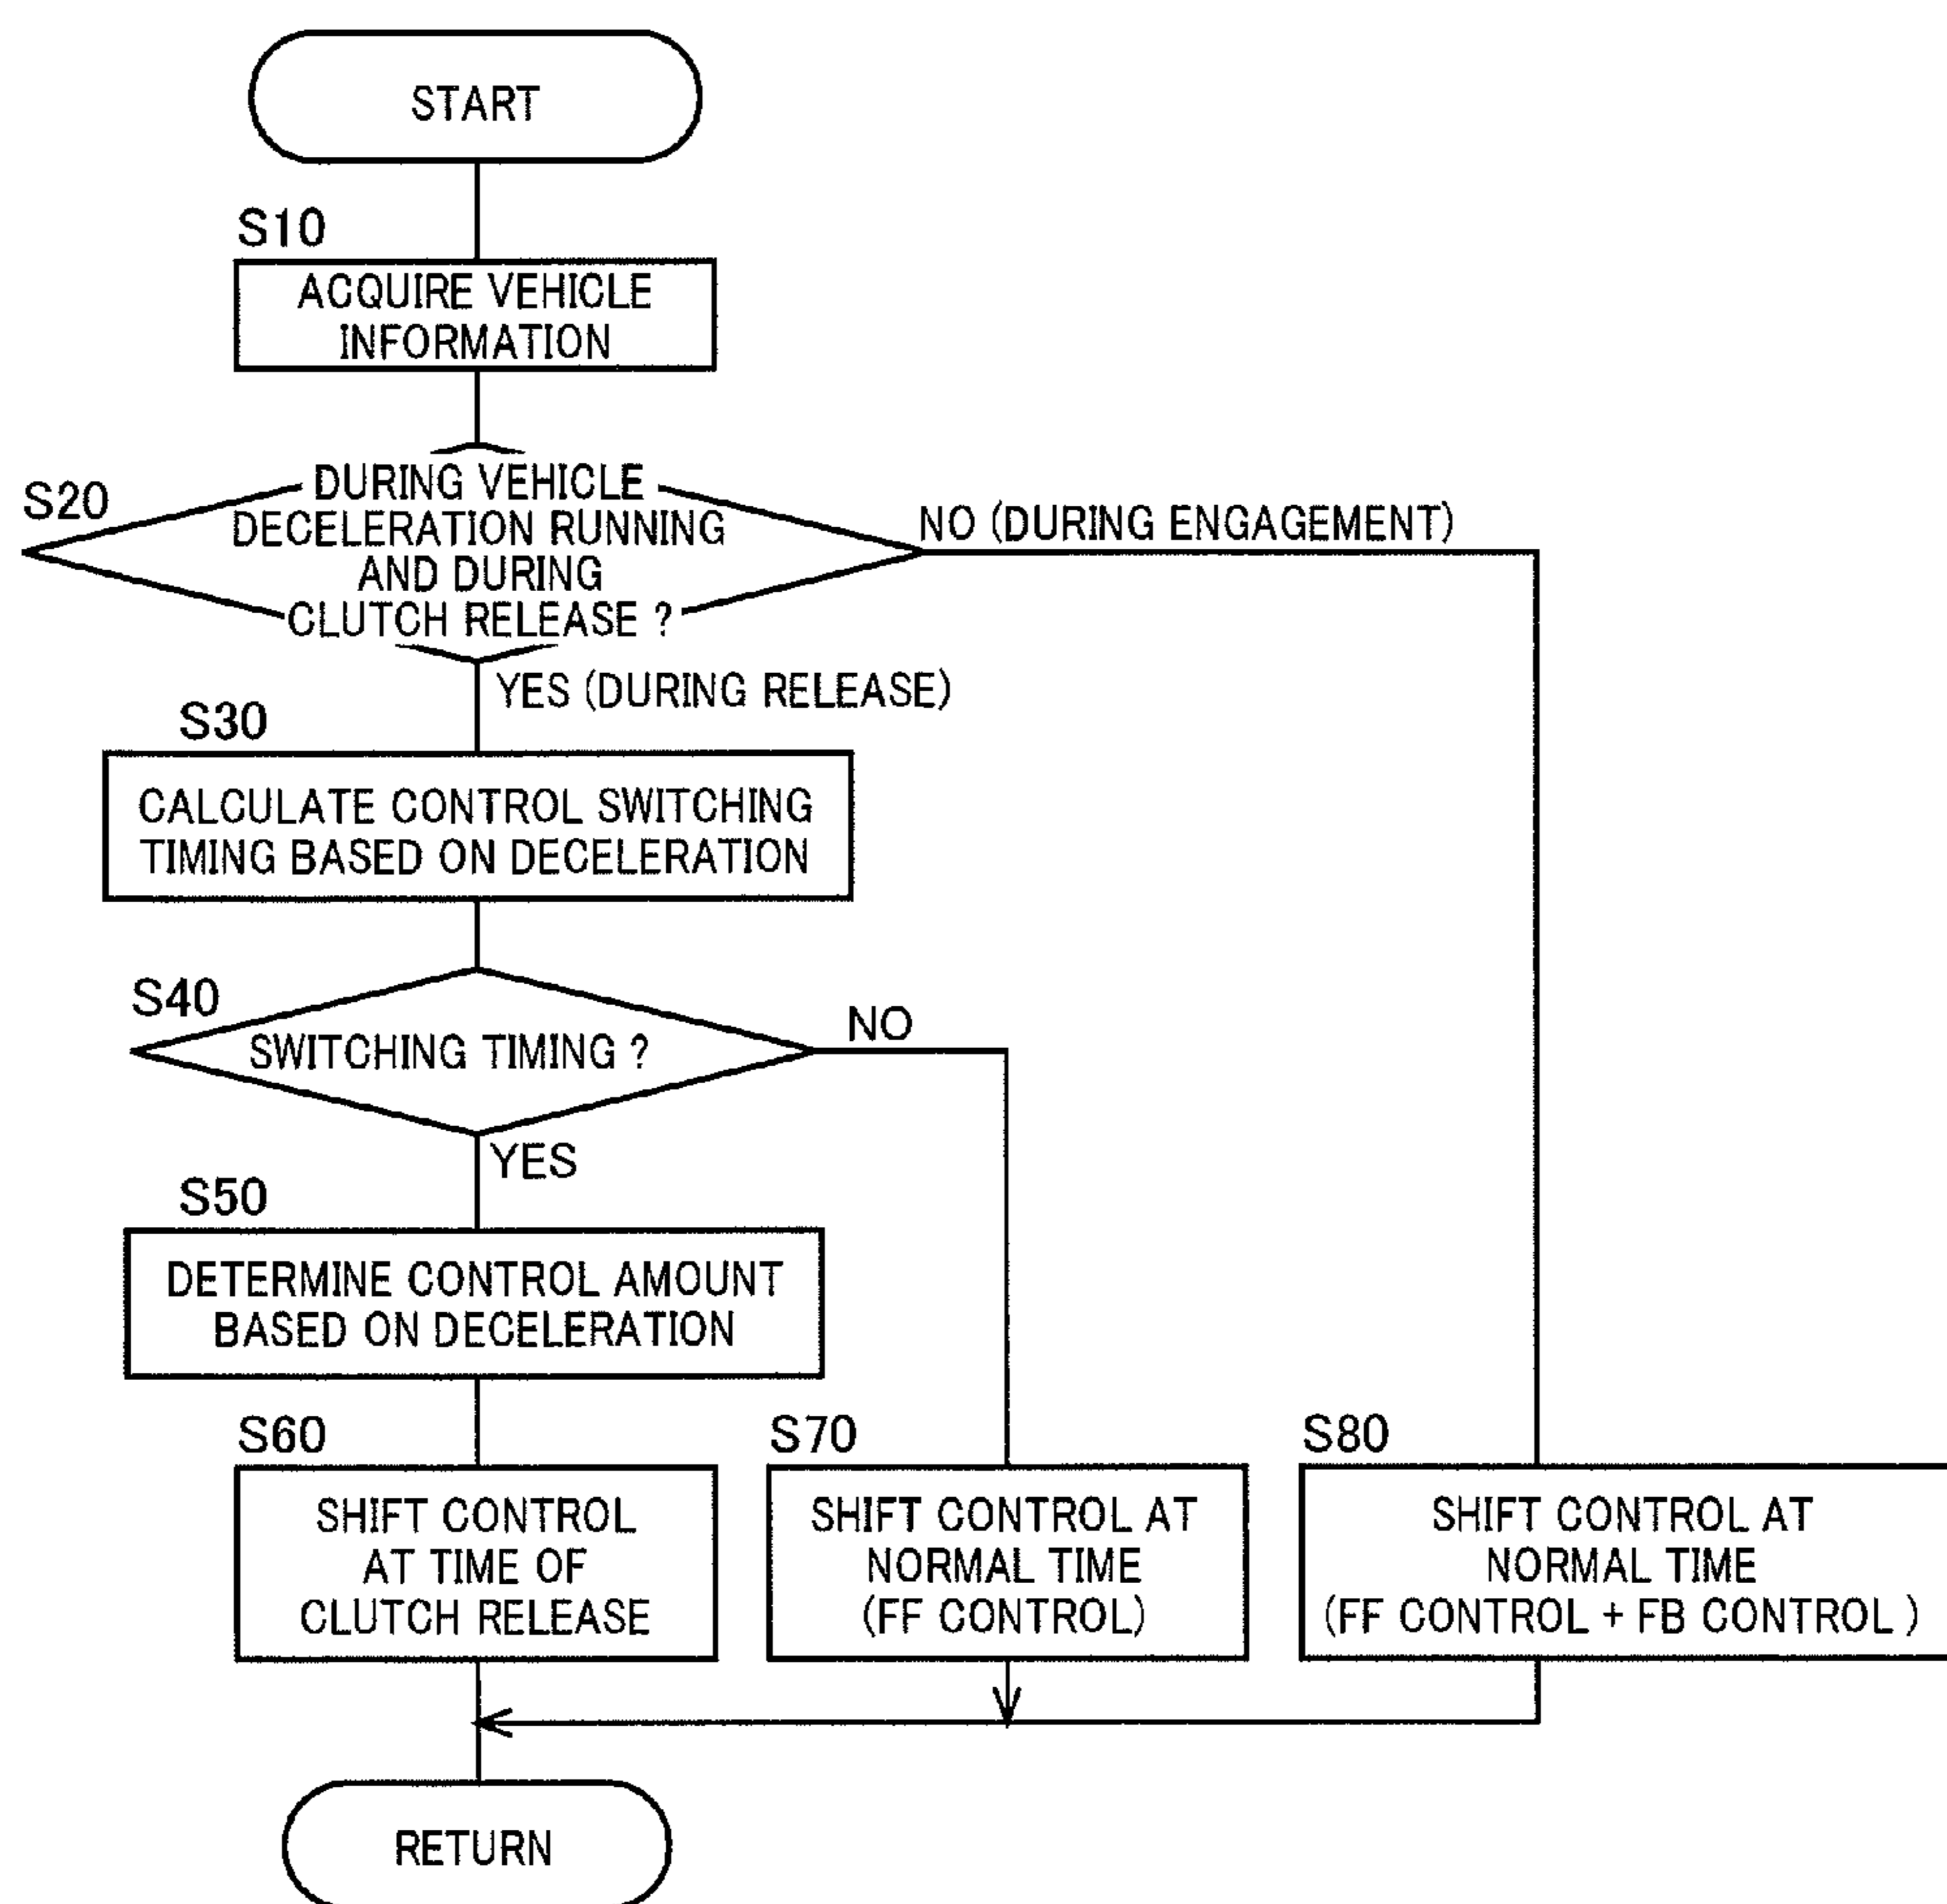 START
S10
ACQUIRE VEHICLE
INFORMATION
S20
DURING VEHICLE
DECELERATION RUNNING
AND DURING
CLUTCH RELEASE ?
NO (DURING ENGAGEMENT)
YES (DURING RELEASE)
S30
CALCULATE CONTROL SWITCHING
TIMING BASED ON DECELERATION
S40
SWITCHING TIMING ?
NO
YES
S50
DETERMINE CONTROL AMOUNT
BASED ON DECELERATION
S60
SHIFT CONTROL
AT TIME OF
CLUTCH RELEASE
S70
SHIFT CONTROL AT
NORMAL TIME
(FF CONTROL)
S80
SHIFT CONTROL AT
NORMAL TIME
(FF CONTROL + FB CONTROL )
RETURN